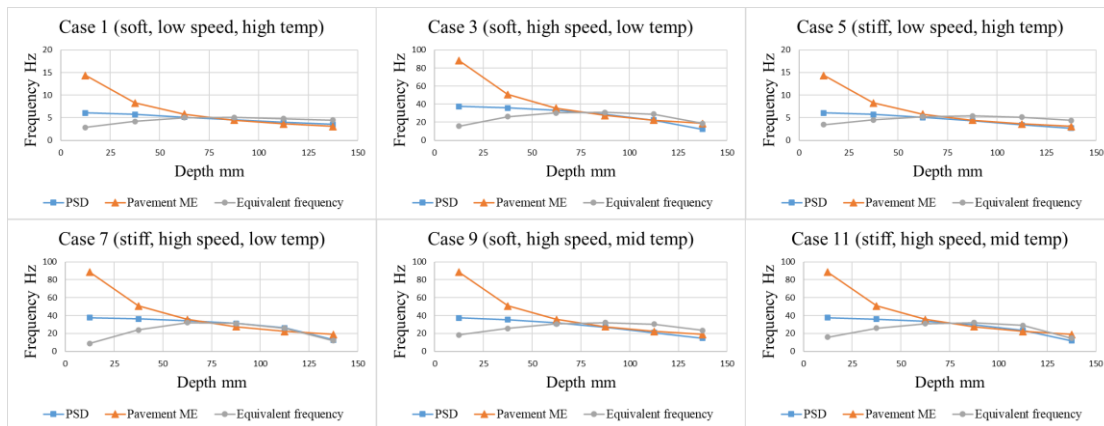 Case 1 (soft, low speed, high temp)
Frequency Hz
20
15
10
5
0
0 25 50 75 100 125 150
Depth mm
PSD Pavement ME Equivalent frequency
Case 3 (soft, high speed, low temp)
Frequency Hz
100
80
60
40
20
0
0 25 50 75 100 125 150
Depth mm
PSD Pavement ME Equivalent frequency
Case 5 (stiff, low speed, high temp)
Frequency Hz
20
15
10
5
0
0 25 50 75 100 125 150
Depth mm
PSD Pavement ME Equivalent frequency
Case 7 (stiff, high speed, low temp)
Frequency Hz
100
80
60
40
20
0
0 25 50 75 100 125 150
Depth mm
PSD Pavement ME Equivalent frequency
Case 9 (soft, high speed, mid temp)
Frequency Hz
100
80
60
40
20
0
0 25 50 75 100 125 150
Depth mm
PSD Pavement ME Equivalent frequency
Case 11 (stiff, high speed, mid temp)
Frequency Hz
100
80
60
40
20
0
0 25 50 75 100 125 150
Depth mm
PSD Pavement ME Equivalent frequency